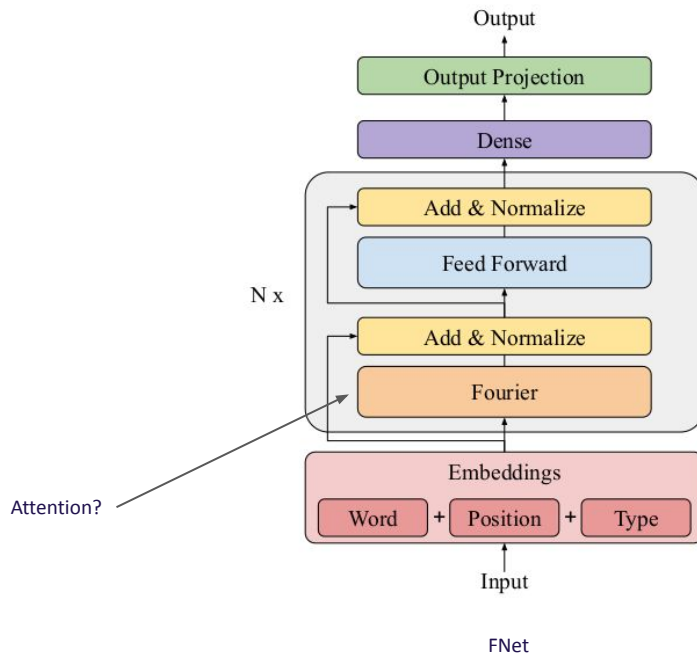 Output
Output Projection
Dense
Add & Normalize
Feed Forward
N x
Add & Normalize
Fourier
Attention?
Embeddings
Word + Position + Type
Input
FNet